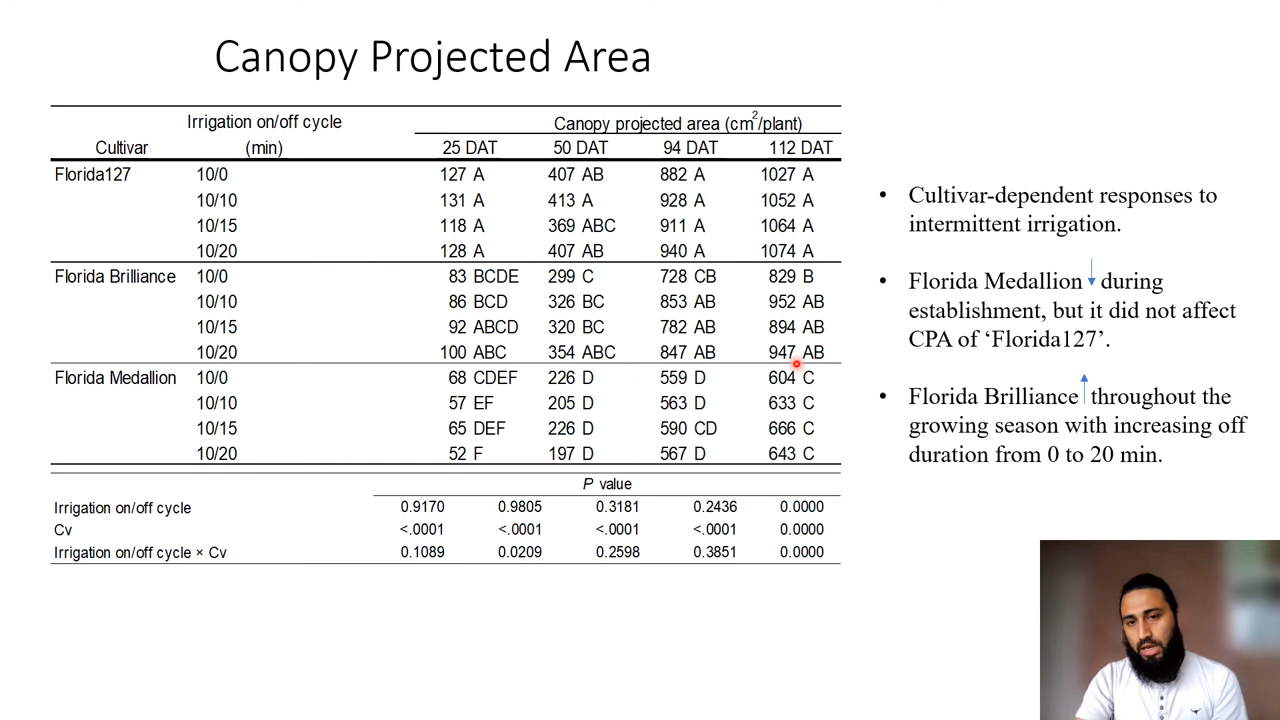 Canopy Projected Area
Irrigation on/off cycle Canopy projected area (cm2/plant)
Cultivar (min) 25 DAT 50 DAT 94 DAT 112 DAT
Florida127 10/0 127 A 407 AB 882 A 1027 A
10/10 131 A 413 A 928 A 1052 A
10/15 118 A 369 ABC 911 A 1064 A
10/20 128 A 407 AB 940 A 1074 A
Florida Brilliance 10/0 83 BCDE 299 C 728 CB 829 B
10/10 86 BCD 326 BC 853 AB 952 AB
10/15 92 ABCD 320 BC 782 AB 894 AB
10/20 100 ABC 354 ABC 847 AB 947 AB
Florida Medallion 10/0 68 CDEF 226 D 559 D 604 C
10/10 57 EF 205 D 563 D 633 C
10/15 65 DEF 226 D 590 CD 666 C
10/20 52 F 197 D 567 D 643 C
P value
Irrigation on/off cycle 0.9170 0.9805 0.3181 0.2436 0.0000
Cv <.0001 <.0001 <.0001 <.0001 0.0000
Irrigation on/off cycle × Cv 0.1089 0.0209 0.2598 0.3851 0.0000
• Cultivar-dependent responses to
intermittent irrigation.
• Florida Medallion ↓ during
establishment, but it did not affect
CPA of ‘Florida127’.
• Florida Brilliance ↑ throughout the
growing season with increasing off
duration from 0 to 20 min.